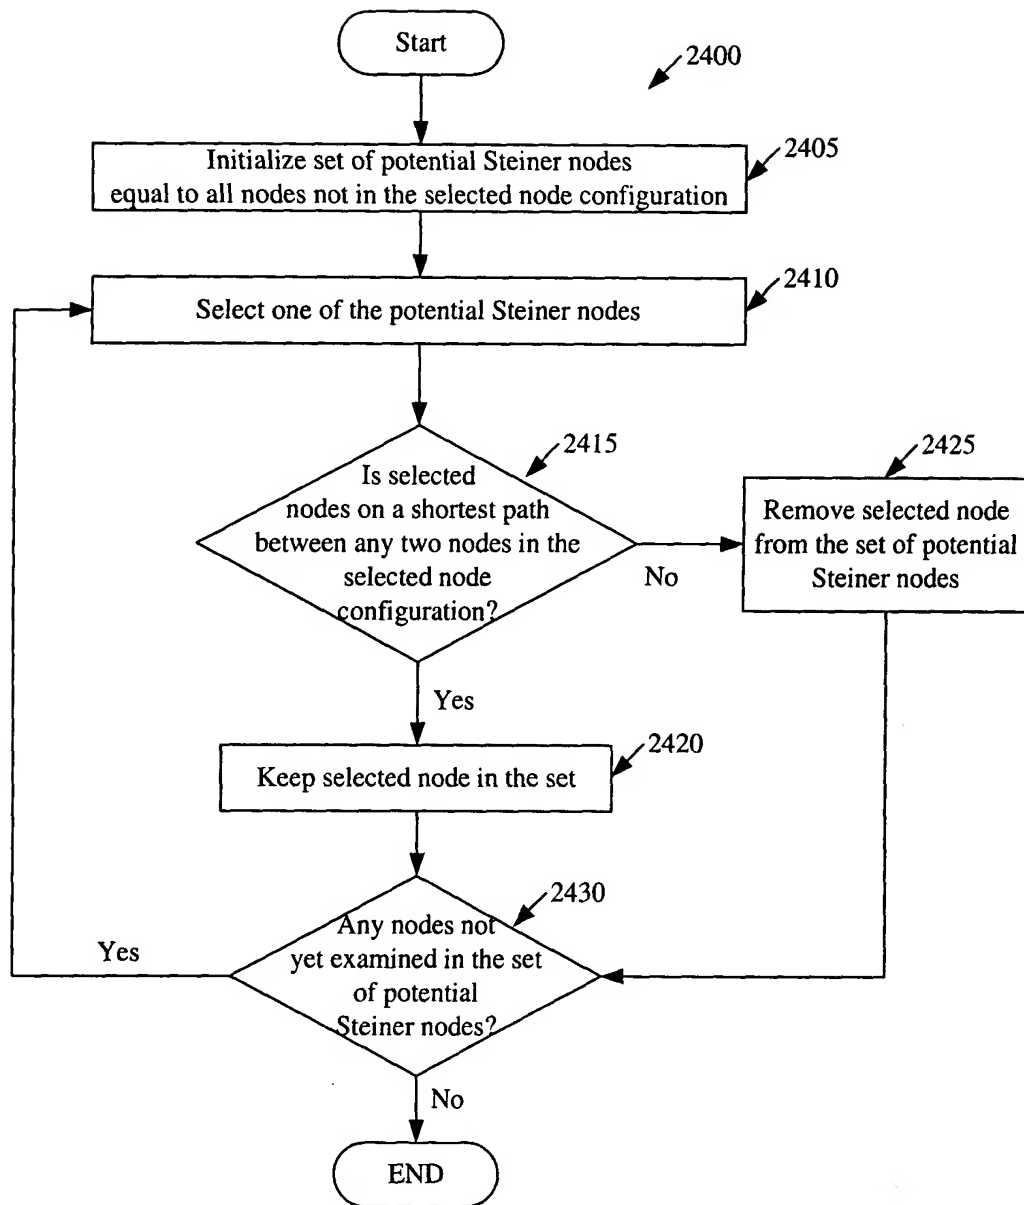 Start
2400
Initialize set of potential Steiner nodes
equal to all nodes not in the selected node configuration
2405
Select one of the potential Steiner nodes
2410
Is selected
nodes on a shortest path
between any two nodes in the
selected node
configuration?
2415
No
2425
Remove selected node
from the set of potential
Steiner nodes
Yes
Keep selected node in the set
2420
Any nodes not
yet examined in the set
of potential
Steiner nodes?
2430
Yes
No
END